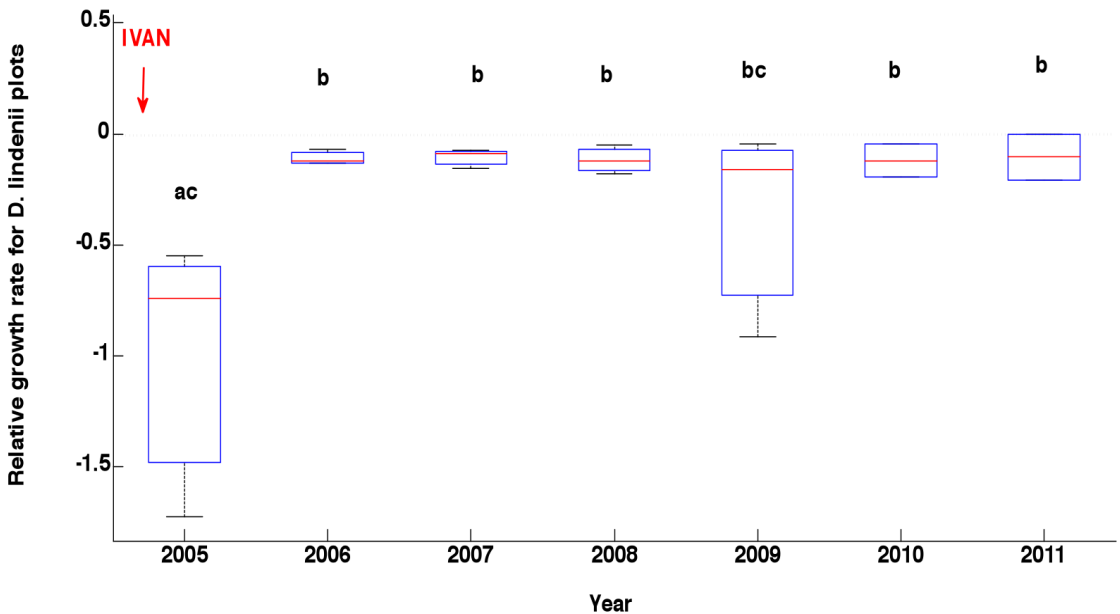 Relative growth rate for D. lindenii plots
0.5
0
-0.5
-1
-1.5
IVAN
ac
b
b
b
bc
b
b
2005 2006 2007 2008 2009 2010 2011
Year